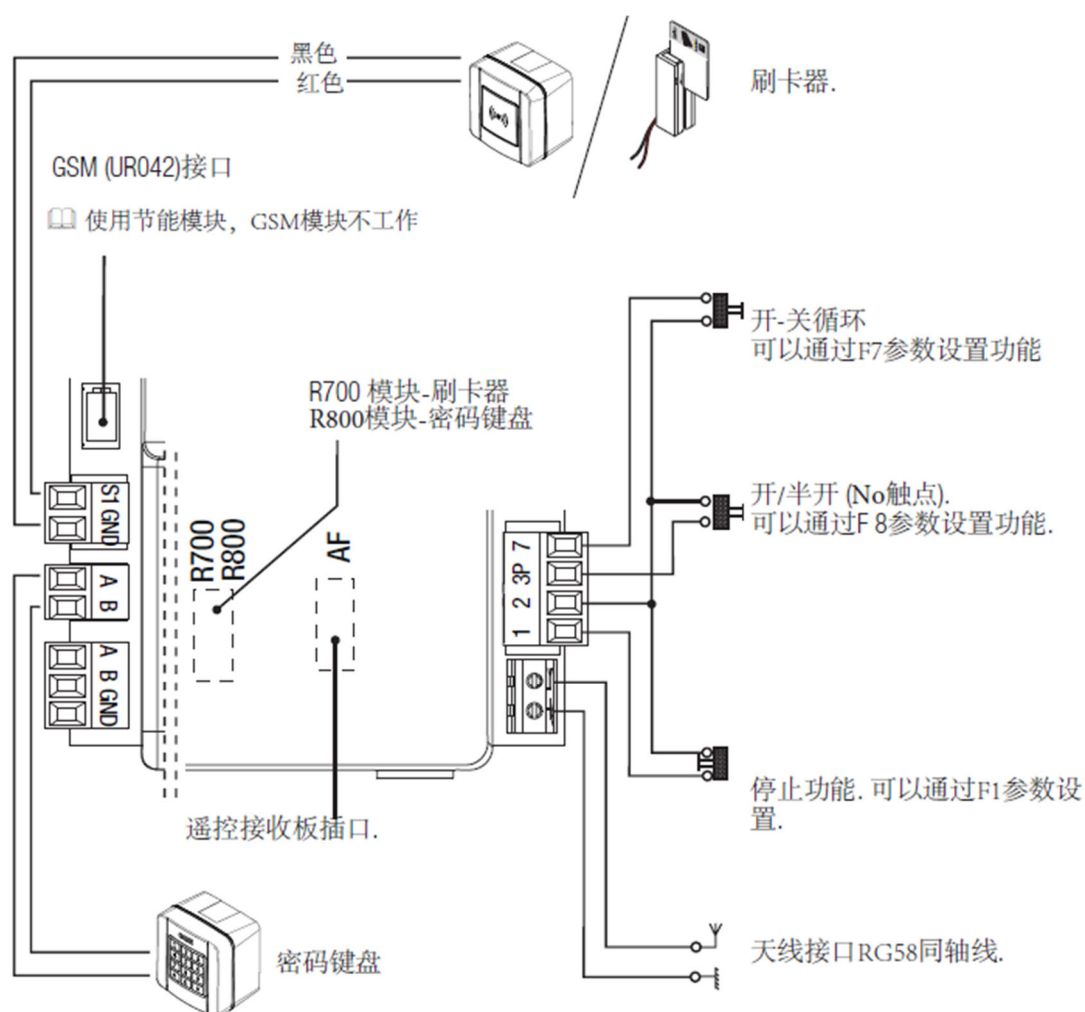 黑色
红色
刷卡器.
GSM (UR042)接口
使用节能模块，GSM模块不工作
开-关循环
可以通过F7参数设置功能
R700 模块-刷卡器
R800模块-密码键盘
S1 GND
A B
A B GND
R700
R800
AF
1 2 3P 7
开/半开 (No触点).
可以通过F 8参数设置功能.
停止功能. 可以通过F1参数设
置.
遥控接收板插口.
密码键盘
天线接口RG58同轴线.